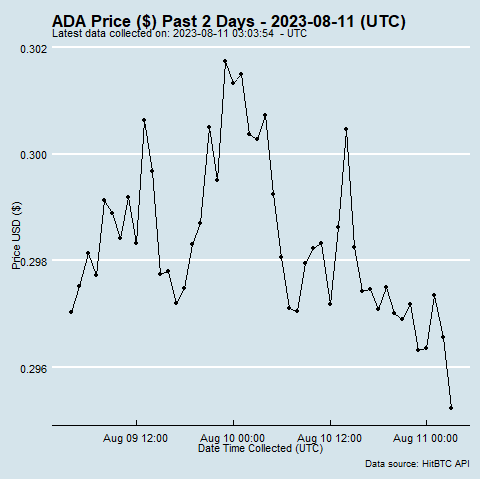 ADA Price ($) Past 2 Days - 2023-08-11 (UTC)
Latest data collected on: 2023-08-11 03:03:54 - UTC
0.302
0.300
0.298
0.296
Price USD ($)
Aug 09 12:00 Aug 10 00:00 Aug 10 12:00 Aug 11 00:00
Date Time Collected (UTC)
Data source: HitBTC API